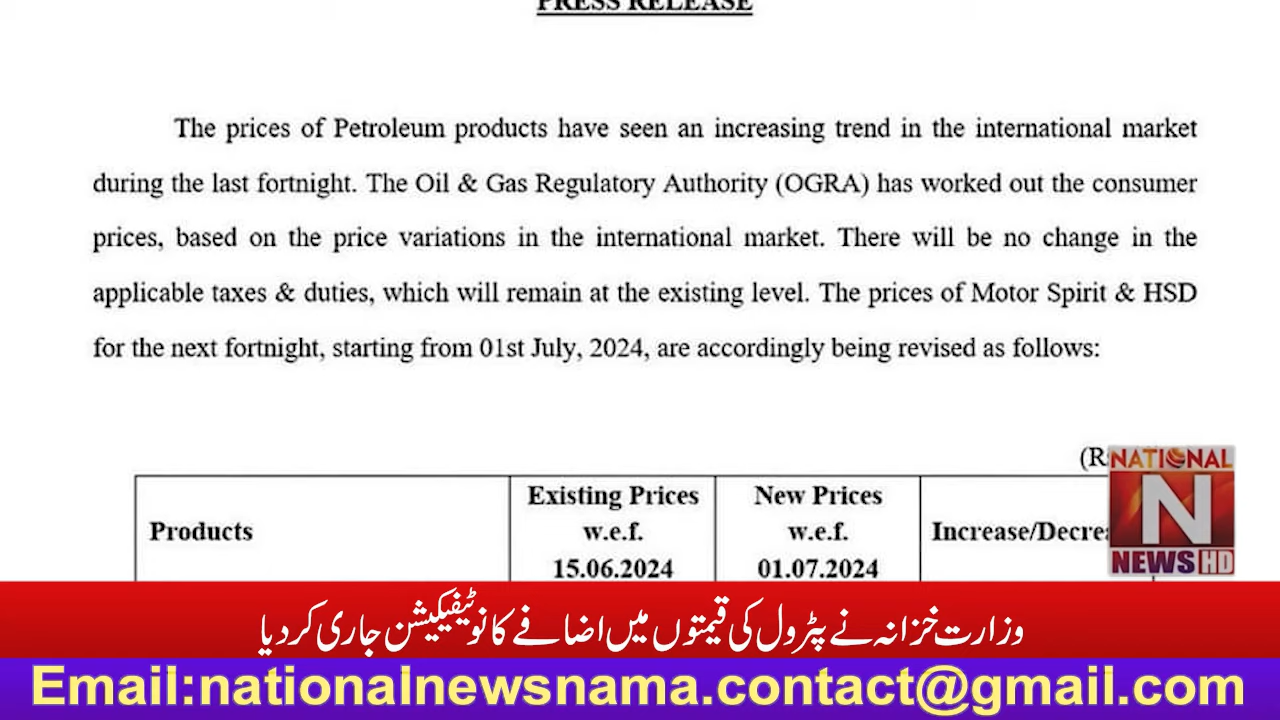 PRESS RELEASE
The prices of Petroleum products have seen an increasing trend in the international market
during the last fortnight. The Oil & Gas Regulatory Authority (OGRA) has worked out the consumer
prices, based on the price variations in the international market. There will be no change in the
applicable taxes & duties, which will remain at the existing level. The prices of Motor Spirit & HSD
for the next fortnight, starting from 01st July, 2024, are accordingly being revised as follows:
NATIONAL
N
NEWS HD
Products
Existing Prices
w.e.f.
15.06.2024
New Prices
w.e.f.
01.07.2024
وزارت خزانہ نے پٹرول کی قیمتوں میں اضافے کا نوٹیفیکیشن جاری کر دیا
Email:nationalnewsnama.contact@gmail.com